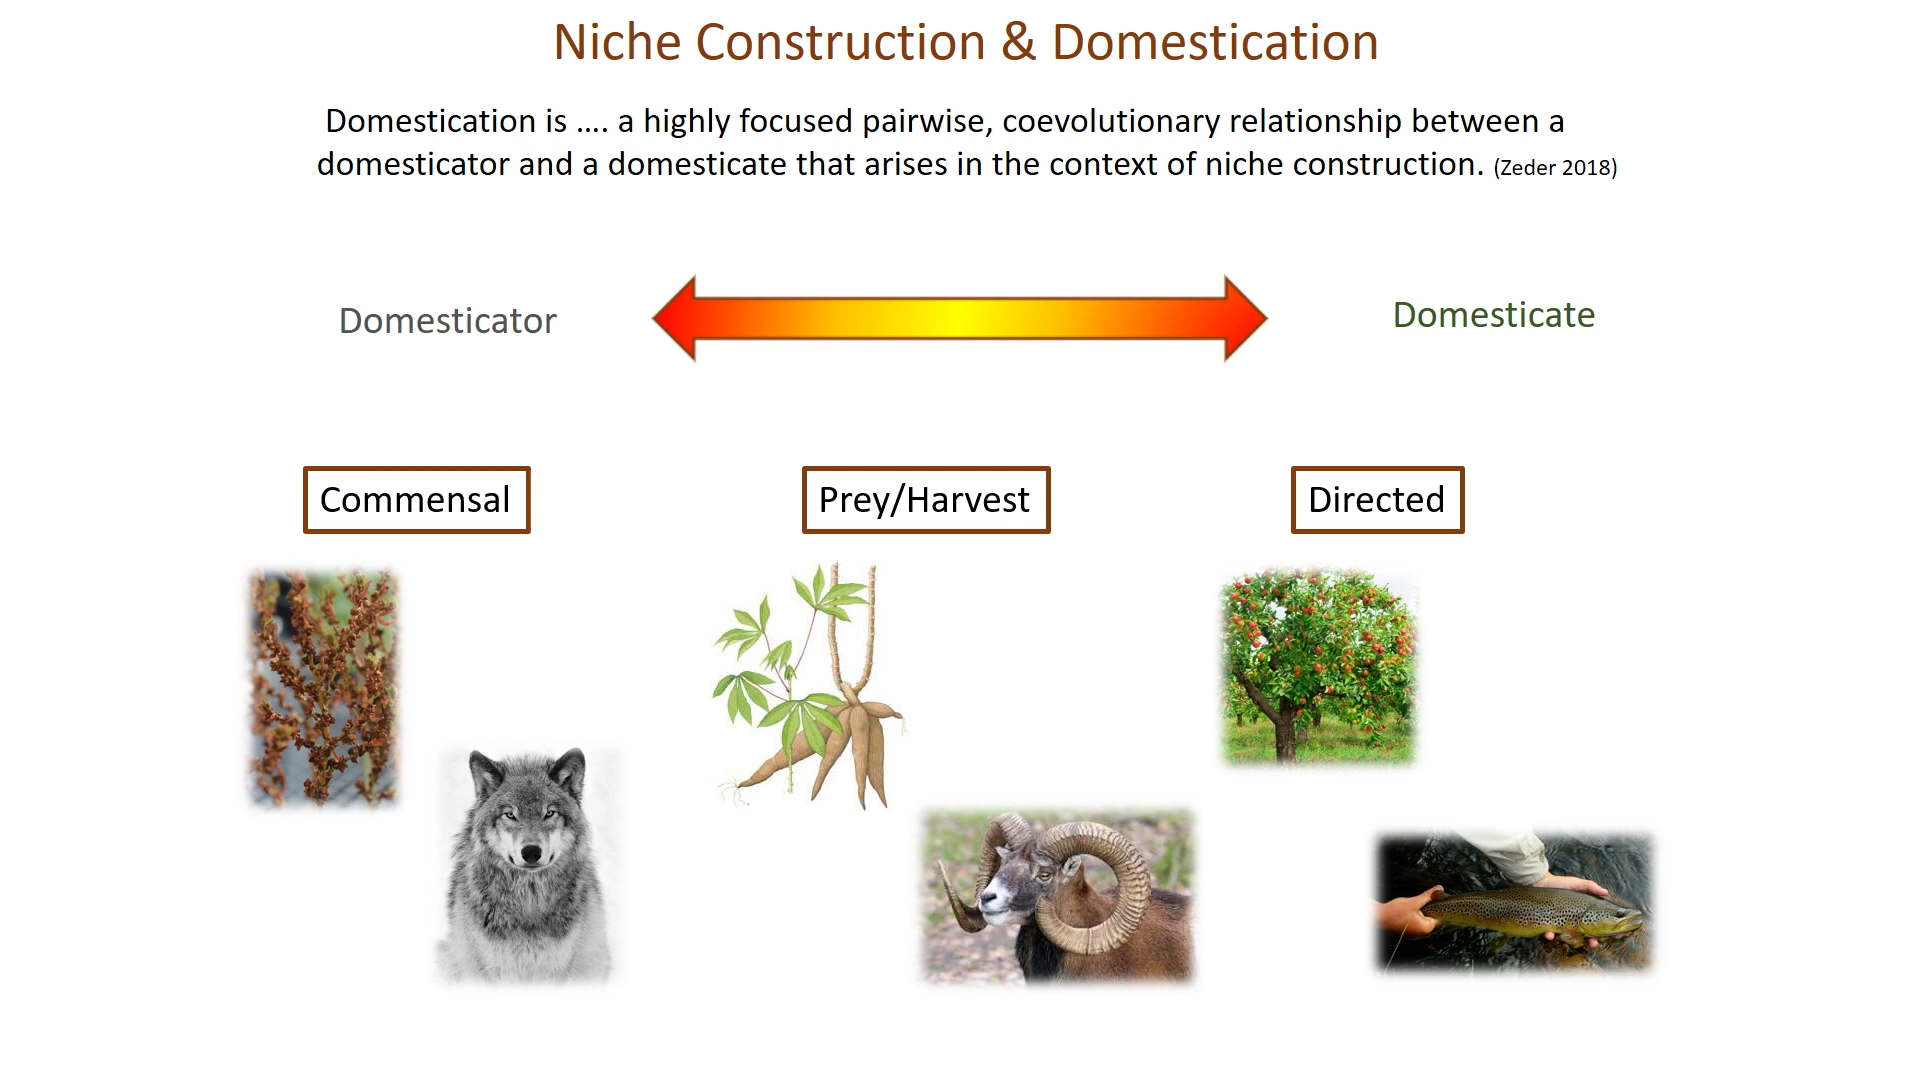 Niche Construction & Domestication
Domestication is .... a highly focused pairwise, coevolutionary relationship between a
domesticator and a domesticate that arises in the context of niche construction. (Zeder 2018)
Domesticator
Domesticate
Commensal
Prey/Harvest
Directed